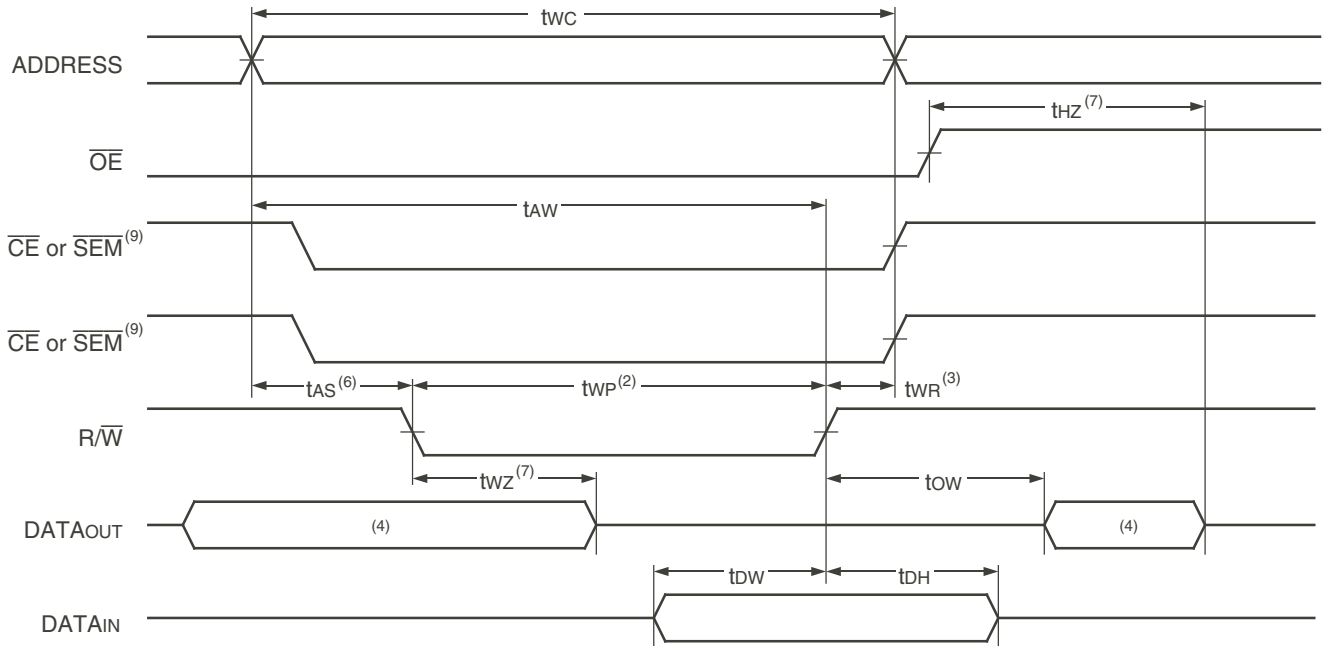 tWC
ADDRESS
tHZ(7)
OE
tAW
CE or SEM(9)
CE or SEM(9)
tAS(6)
tWP(2)
tWR(3)
R/W
tWZ(7)
tOW
DATAOUT
(4)
(4)
tDW
tDH
DATAIN